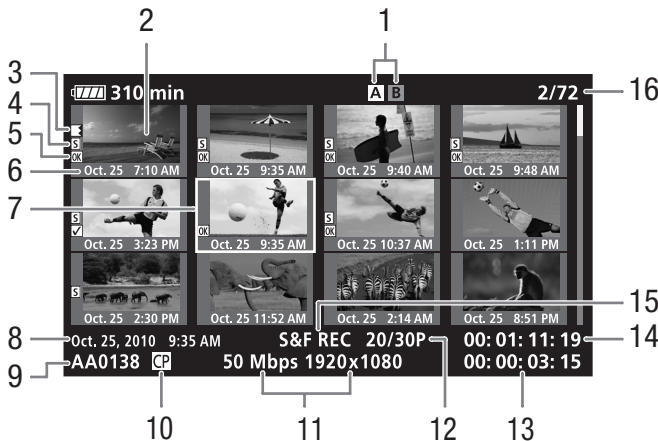 1
2
3
4
5
6
7
8
9
10
11
12
13
14
15
16
310 min
A B
2/72
S
OK
Oct. 25 7:10 AM
S
OK
Oct. 25 9:35 AM
S
OK
Oct. 25 9:40 AM
Oct. 25 9:48 AM
S
Oct. 25 3:23 PM
OK
Oct. 25 9:35 AM
S
OK
Oct. 25 10:37 AM
Oct. 25 1:11 PM
S
Oct. 25 2:30 PM
Oct. 25 11:52 AM
Oct. 25 2:14 AM
Oct. 25 8:51 PM
Oct. 25, 2010 9:35 AM
S&F REC 20/30P
00: 01: 11: 19
AA0138 CP
50 Mbps 1920x1080
00: 00: 03: 15